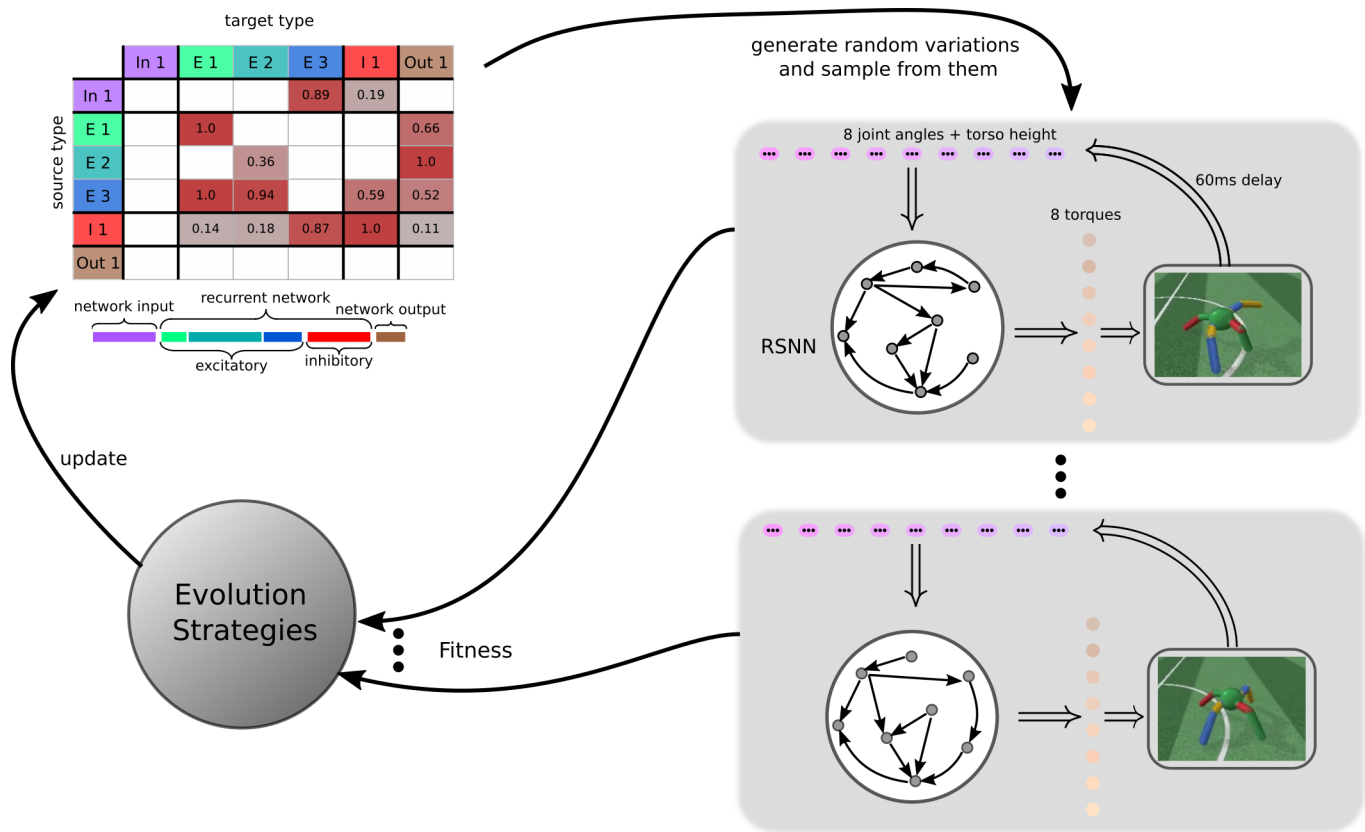 target type
source type
In 1 E 1 E 2 E 3 I 1 Out 1
In 1 0.89 0.19
E 1 1.0 0.66
E 2 0.36 1.0
E 3 1.0 0.94 0.59 0.52
I 1 0.14 0.18 0.87 1.0 0.11
Out 1
network input
recurrent network
network output
excitatory
inhibitory
update
Evolution
Strategies
Fitness
generate random variations
and sample from them
8 joint angles + torso height
60ms delay
8 torques
RSNN